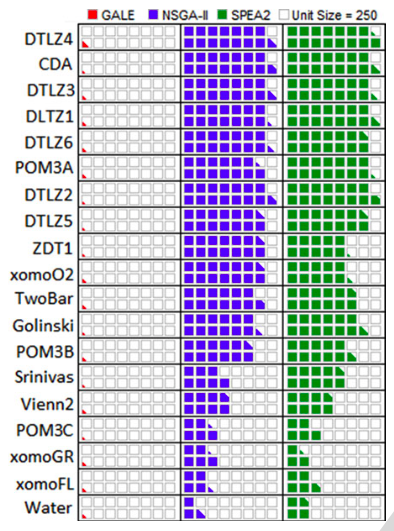 GALE NSGA-II SPEA2 Unit Size = 250
DTLZ4
CDA
DTLZ3
DLTZ1
DTLZ6
POM3A
DTLZ2
DTLZ5
ZDT1
xomoO2
TwoBar
Golinski
POM3B
Srinivas
Vienn2
POM3C
xomoGR
xomoFL
Water